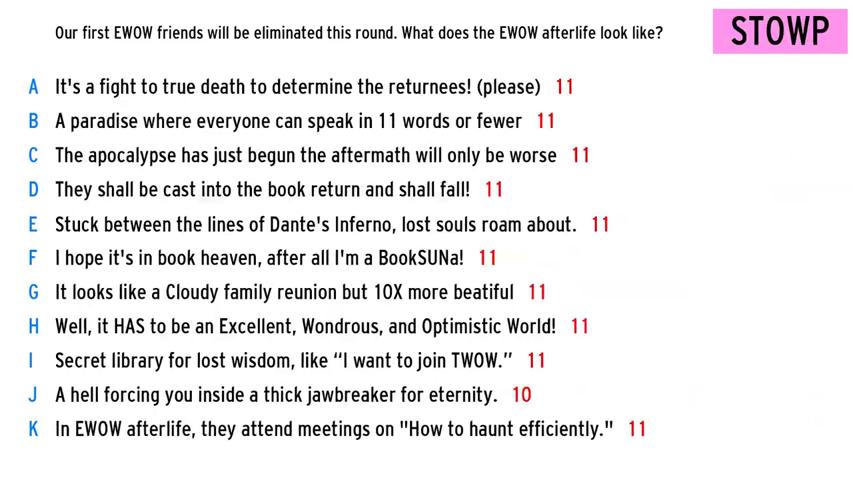 Our first EWOW friends will be eliminated this round. What does the EWOW afterlife look like?
STOWP
A It's a fight to true death to determine the returnees! (please) 11
B A paradise where everyone can speak in 11 words or fewer 11
C The apocalypse has just begun the aftermath will only be worse 11
D They shall be cast into the book return and shall fall! 11
E Stuck between the lines of Dante's Inferno, lost souls roam about. 11
F I hope it's in book heaven, after all I'm a BookSUNa! 11
G It looks like a Cloudy family reunion but 10X more beatiful 11
H Well, it HAS to be an Excellent, Wondrous, and Optimistic World! 11
I Secret library for lost wisdom, like “I want to join TWOW.” 11
J A hell forcing you inside a thick jawbreaker for eternity. 10
K In EWOW afterlife, they attend meetings on "How to haunt efficiently." 11